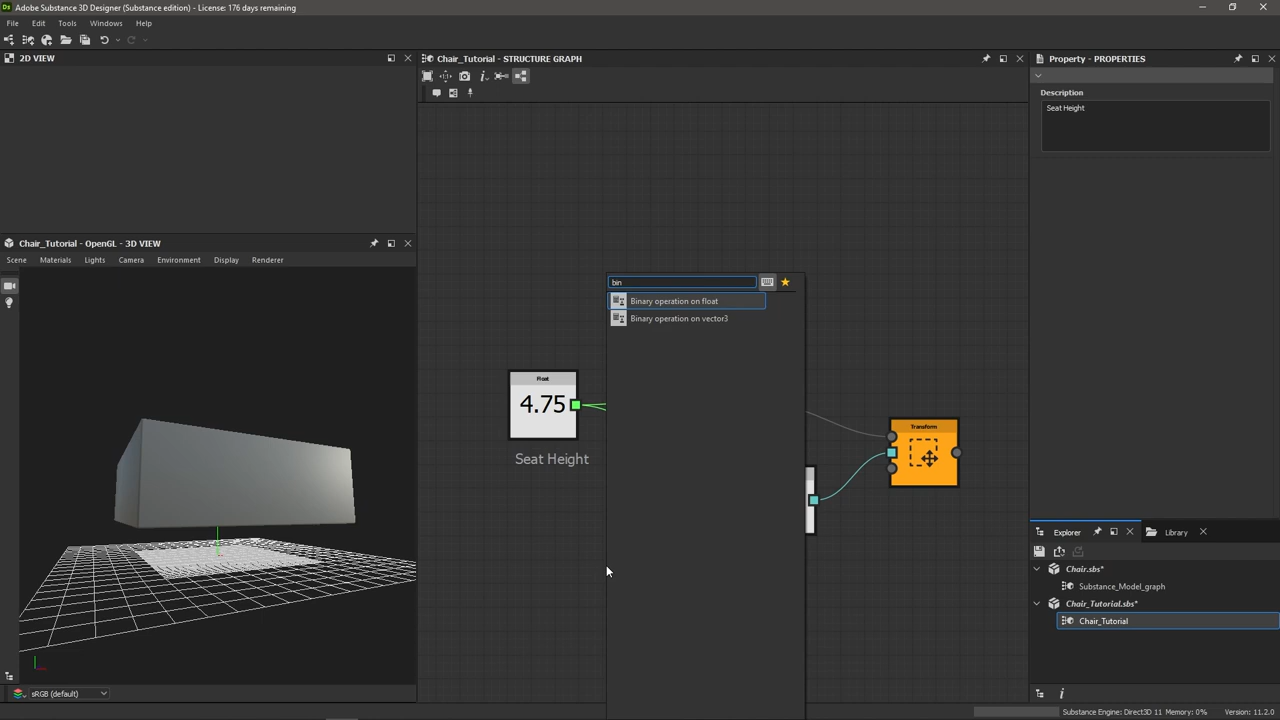 Ds Adobe Substance 3D Designer (Substance edition) - License: 176 days remaining
File Edit Tools Windows Help
2D VIEW
Chair_Tutorial - STRUCTURE GRAPH
Property - PROPERTIES
Description
Seat Height
bin
Binary operation on float
Binary operation on vector3
Float
4.75
Seat Height
Transform
Chair_Tutorial - OpenGL - 3D VIEW
Scene Materials Lights Camera Environment Display Renderer
sRGB (default)
Explorer
Library
Chair.sbs*
Substance_Model_graph
Chair_Tutorial.sbs*
Chair_Tutorial
Substance Engine: Direct3D 11 Memory: 0% Version: 11.2.0